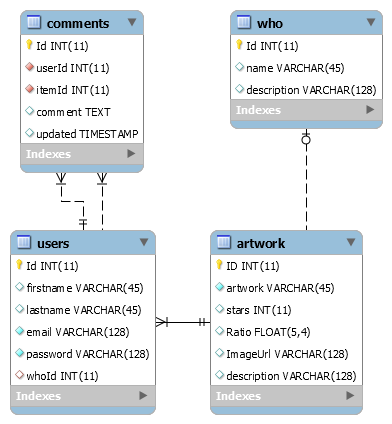 comments
Id INT(11)
userId INT(11)
itemId INT(11)
comment TEXT
updated TIMESTAMP
Indexes
who
Id INT(11)
name VARCHAR(45)
description VARCHAR(128)
Indexes
users
Id INT(11)
firstname VARCHAR(45)
lastname VARCHAR(45)
email VARCHAR(128)
password VARCHAR(128)
whoId INT(11)
Indexes
artwork
ID INT(11)
artwork VARCHAR(45)
stars INT(11)
Ratio FLOAT(5,4)
ImageUrl VARCHAR(128)
description VARCHAR(128)
Indexes